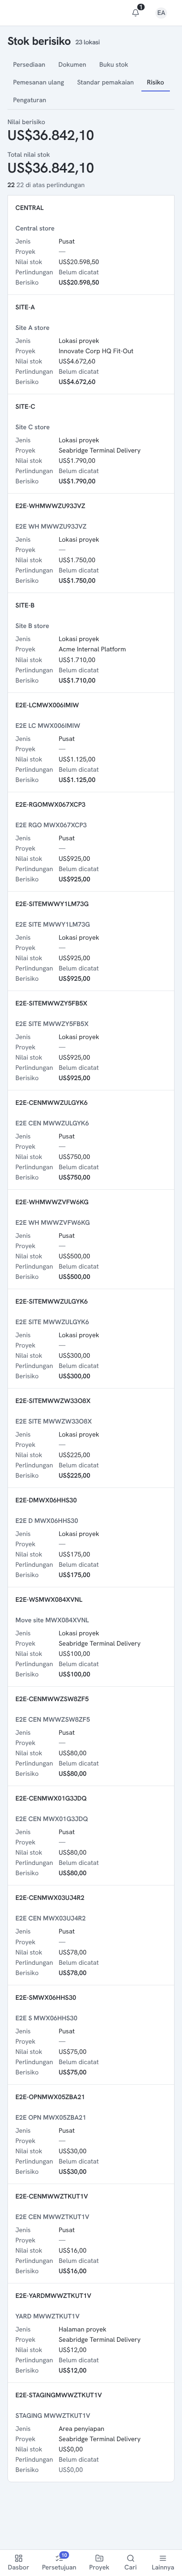 1
EA
Stok berisiko 23 lokasi
Persediaan Dokumen Buku stok
Pemesanan ulang Standar pemakaian Risiko
Pengaturan
Nilai berisiko
US$36.842,10
Total nilai stok
US$36.842,10
22 22 di atas perlindungan
CENTRAL
Central store
Jenis Pusat
Proyek —
Nilai stok US$20.598,50
Perlindungan Belum dicatat
Berisiko US$20.598,50
SITE-A
Site A store
Jenis Lokasi proyek
Proyek Innovate Corp HQ Fit-Out
Nilai stok US$4.672,60
Perlindungan Belum dicatat
Berisiko US$4.672,60
SITE-C
Site C store
Jenis Lokasi proyek
Proyek Seabridge Terminal Delivery
Nilai stok US$1.790,00
Perlindungan Belum dicatat
Berisiko US$1.790,00
E2E-WHMWWZU93JVZ
E2E WH MWWZU93JVZ
Jenis Lokasi proyek
Proyek —
Nilai stok US$1.750,00
Perlindungan Belum dicatat
Berisiko US$1.750,00
SITE-B
Site B store
Jenis Lokasi proyek
Proyek Acme Internal Platform
Nilai stok US$1.710,00
Perlindungan Belum dicatat
Berisiko US$1.710,00
E2E-LCMWX006IMIW
E2E LC MWX006IMIW
Jenis Pusat
Proyek —
Nilai stok US$1.125,00
Perlindungan Belum dicatat
Berisiko US$1.125,00
E2E-RGOMWX067XCP3
E2E RGO MWX067XCP3
Jenis Pusat
Proyek —
Nilai stok US$925,00
Perlindungan Belum dicatat
Berisiko US$925,00
E2E-SITEMWWY1LM73G
E2E SITE MWWY1LM73G
Jenis Lokasi proyek
Proyek —
Nilai stok US$925,00
Perlindungan Belum dicatat
Berisiko US$925,00
E2E-SITEMWWZY5FB5X
E2E SITE MWWZY5FB5X
Jenis Lokasi proyek
Proyek —
Nilai stok US$925,00
Perlindungan Belum dicatat
Berisiko US$925,00
E2E-CENMWWZULGYK6
E2E CEN MWWZULGYK6
Jenis Pusat
Proyek —
Nilai stok US$750,00
Perlindungan Belum dicatat
Berisiko US$750,00
E2E-WHMWWZVFW6KG
E2E WH MWWZVFW6KG
Jenis Pusat
Proyek —
Nilai stok US$500,00
Perlindungan Belum dicatat
Berisiko US$500,00
E2E-SITEMWWZULGYK6
E2E SITE MWWZULGYK6
Jenis Lokasi proyek
Proyek —
Nilai stok US$300,00
Perlindungan Belum dicatat
Berisiko US$300,00
E2E-SITEMWWZW33O8X
E2E SITE MWWZW33O8X
Jenis Lokasi proyek
Proyek —
Nilai stok US$225,00
Perlindungan Belum dicatat
Berisiko US$225,00
E2E-DMWX06HHS30
E2E D MWX06HHS30
Jenis Lokasi proyek
Proyek —
Nilai stok US$175,00
Perlindungan Belum dicatat
Berisiko US$175,00
E2E-WSMWX084XVNL
Move site MWX084XVNL
Jenis Lokasi proyek
Proyek Seabridge Terminal Delivery
Nilai stok US$100,00
Perlindungan Belum dicatat
Berisiko US$100,00
E2E-CENMWWZSW8ZF5
E2E CEN MWWZSW8ZF5
Jenis Pusat
Proyek —
Nilai stok US$80,00
Perlindungan Belum dicatat
Berisiko US$80,00
E2E-CENMWX01G3JDQ
E2E CEN MWX01G3JDQ
Jenis Pusat
Proyek —
Nilai stok US$80,00
Perlindungan Belum dicatat
Berisiko US$80,00
E2E-CENMWX03UJ4R2
E2E CEN MWX03UJ4R2
Jenis Pusat
Proyek —
Nilai stok US$78,00
Perlindungan Belum dicatat
Berisiko US$78,00
E2E-SMWX06HHS30
E2E S MWX06HHS30
Jenis Pusat
Proyek —
Nilai stok US$75,00
Perlindungan Belum dicatat
Berisiko US$75,00
E2E-OPNMWX05ZBA21
E2E OPN MWX05ZBA21
Jenis Pusat
Proyek —
Nilai stok US$30,00
Perlindungan Belum dicatat
Berisiko US$30,00
E2E-CENMWWZTKUT1V
E2E CEN MWWZTKUT1V
Jenis Pusat
Proyek —
Nilai stok US$16,00
Perlindungan Belum dicatat
Berisiko US$16,00
E2E-YARDMWWZTKUT1V
YARD MWWZTKUT1V
Jenis Halaman proyek
Proyek Seabridge Terminal Delivery
Nilai stok US$12,00
Perlindungan Belum dicatat
Berisiko US$12,00
E2E-STAGINGMWWZTKUT1V
STAGING MWWZTKUT1V
Jenis Area penyiapan
Proyek Seabridge Terminal Delivery
Nilai stok US$0,00
Perlindungan Belum dicatat
Berisiko US$0,00
Dasbor Persetujuan Proyek Cari Lainnya